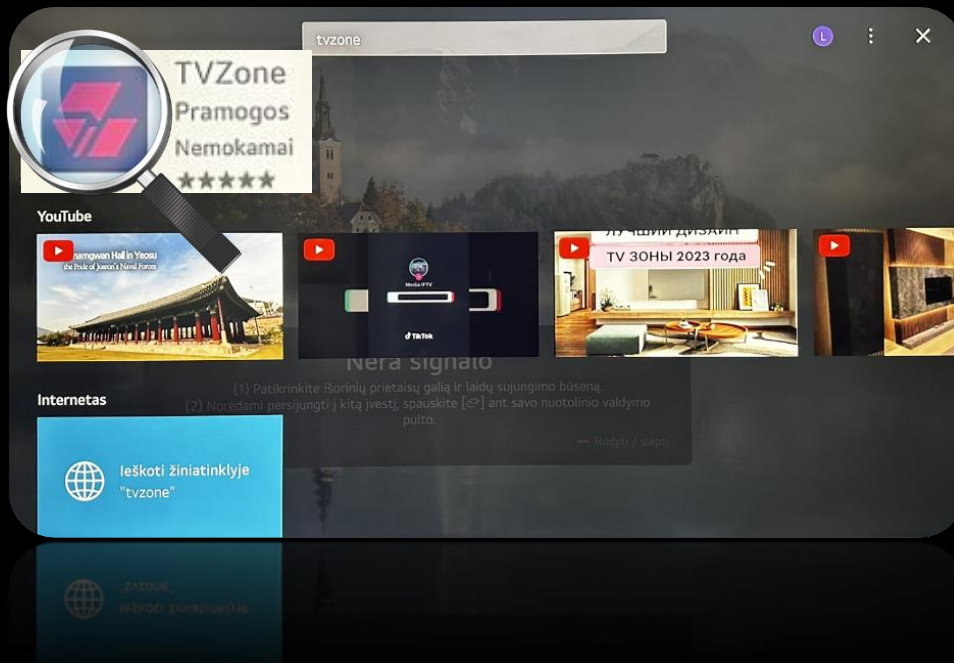 tvzone
L
TVZone
Pramogos
Nemokamai
YouTube
namgwan Hall in Yeosu
the Pride of Joseon's Naval Forces
Media IPTV
TikTok
ЛУЧШИЙ ДИЗАЙН
TV ЗОНЫ 2023 года
Nėra signalo
(1) Patikrinkite išorinių prietaisų galią ir laidų sujungimo būseną.
(2) Norėdami persijungti į kitą įvestį, spauskite [ ] ant savo nuotolinio valdymo
pulto.
Rodyti / slėpti
Internetas
Ieškoti žiniatinklyje
"tvzone"